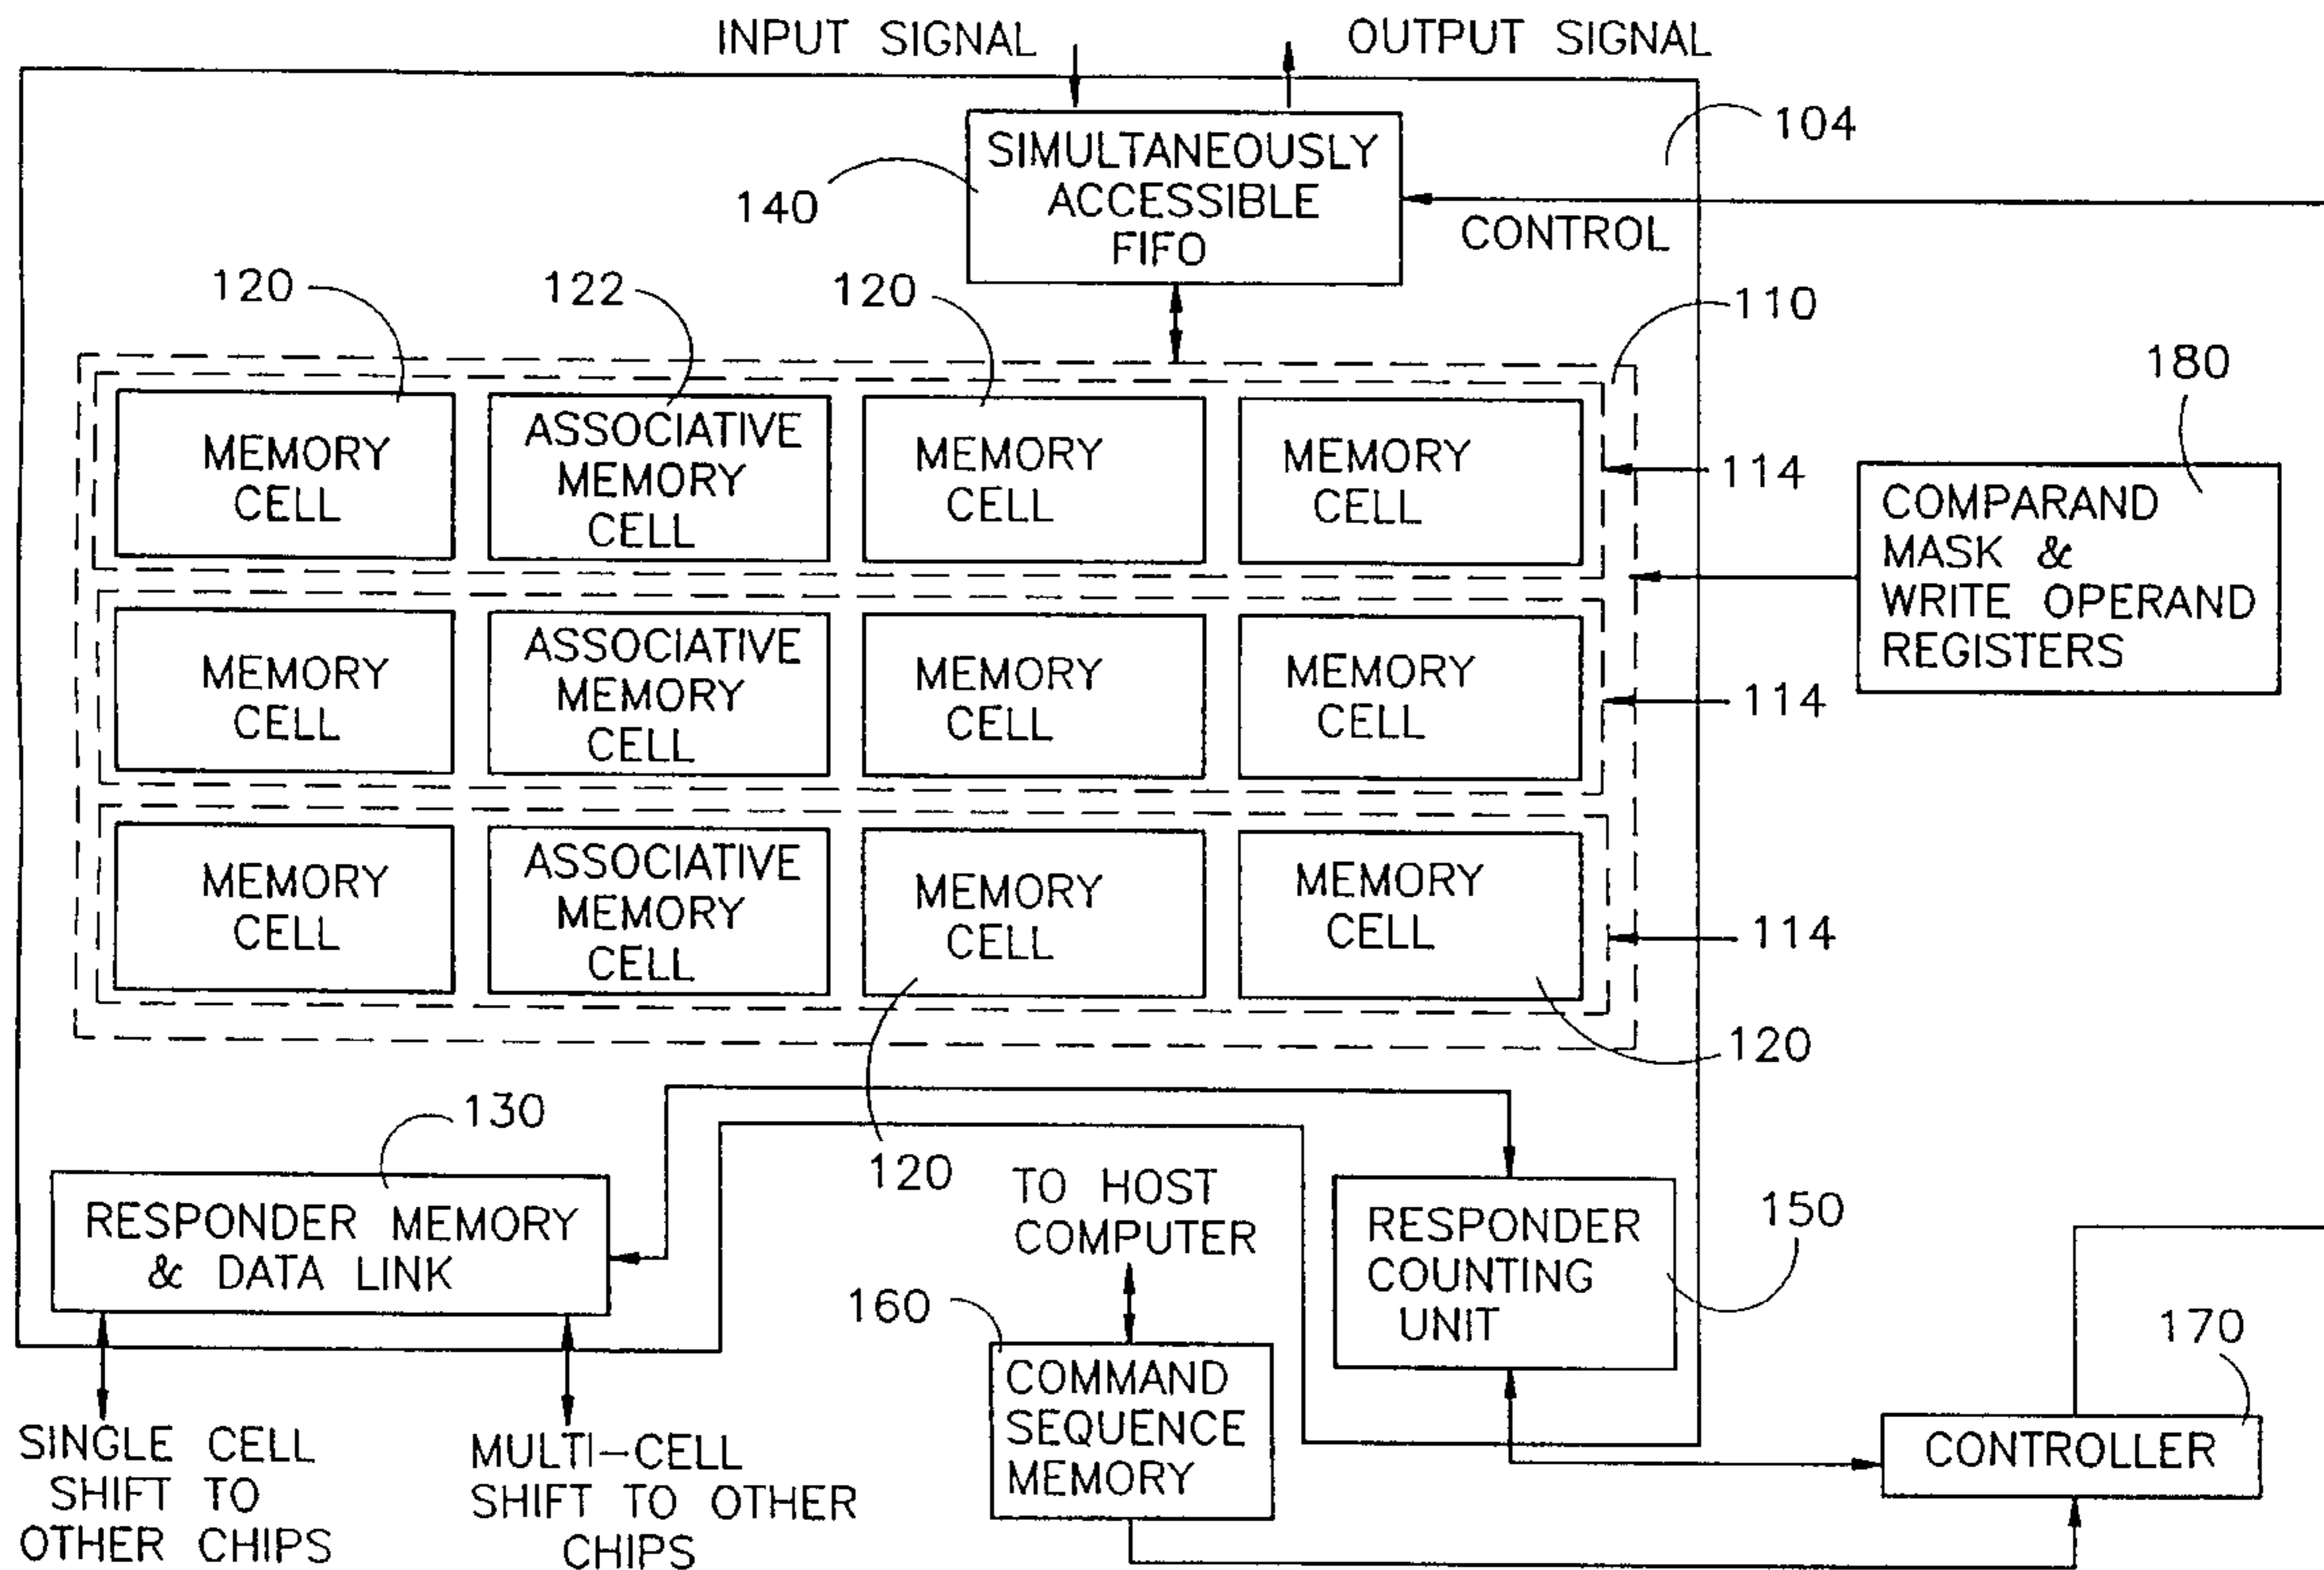 INPUT SIGNAL
OUTPUT SIGNAL
104
SIMULTANEOUSLY
ACCESSIBLE
FIFO
140
CONTROL
120
122
120
110
180
MEMORY
CELL
ASSOCIATIVE
MEMORY
CELL
MEMORY
CELL
MEMORY
CELL
114
COMPARAND
MASK &
WRITE OPERAND
REGISTERS
MEMORY
CELL
ASSOCIATIVE
MEMORY
CELL
MEMORY
CELL
MEMORY
CELL
114
MEMORY
CELL
ASSOCIATIVE
MEMORY
CELL
MEMORY
CELL
MEMORY
CELL
114
120
130
120
RESPONDER MEMORY
& DATA LINK
TO HOST
COMPUTER
RESPONDER
COUNTING
UNIT
150
160
COMMAND
SEQUENCE
MEMORY
170
CONTROLLER
SINGLE CELL
SHIFT TO
OTHER CHIPS
MULTI-CELL
SHIFT TO OTHER
CHIPS